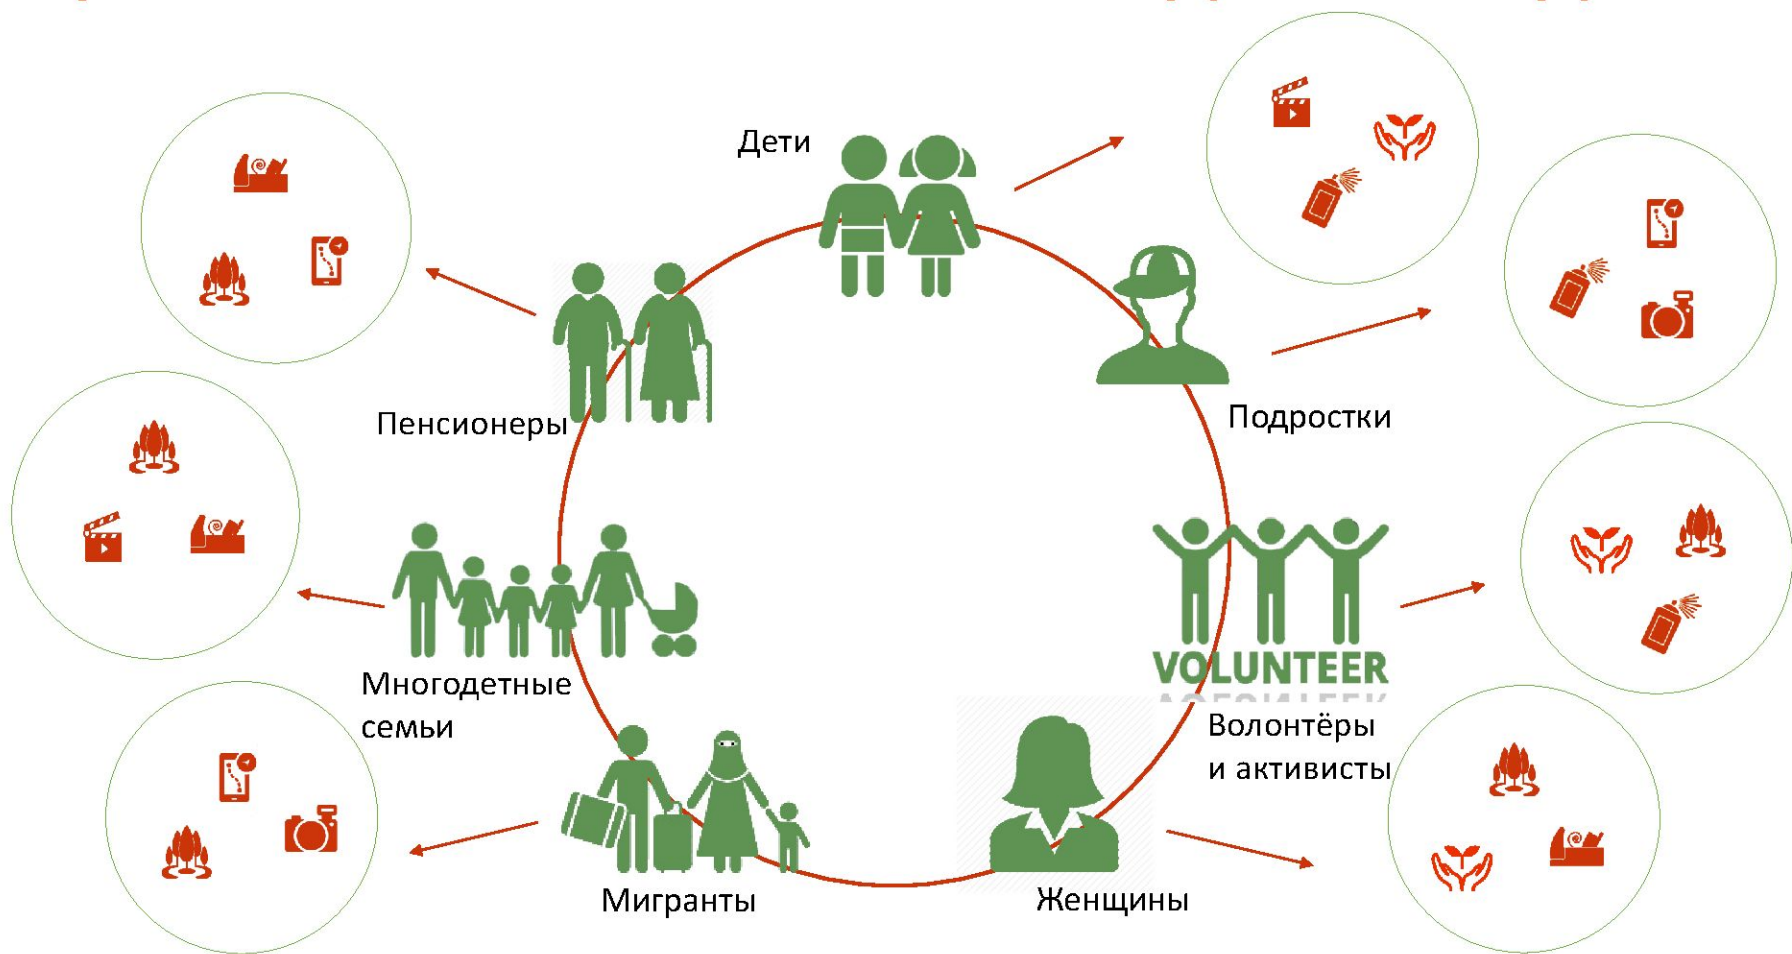 Дети
Подростки
Пенсионеры
VOLUNTEER
Многодетные
семьи
Волонтёры
и активисты
Мигранты
Женщины